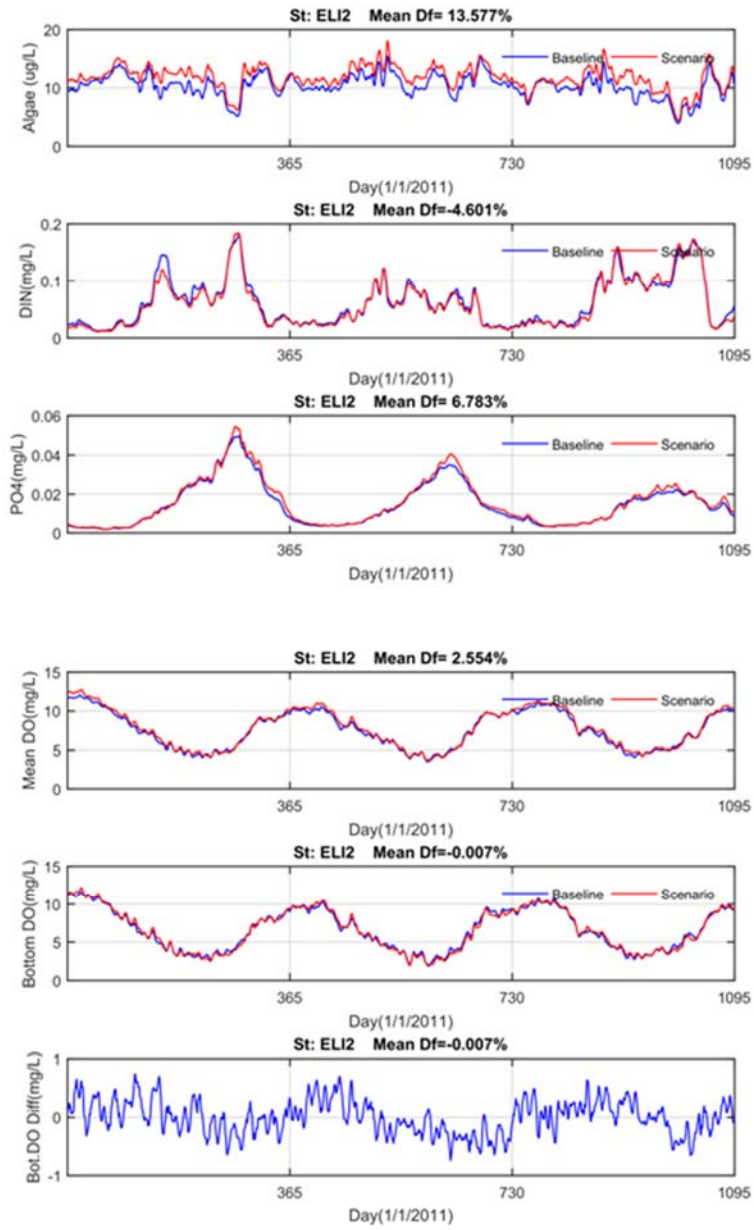 St: ELI2 Mean Df= 13.577%
20
10
0
Algae (ug/L)
Baseline Scenario
365 730 1095
Day(1/1/2011)
St: ELI2 Mean Df=-4.601%
0.2
0.1
0
DIN(mg/L)
Baseline Scenario
365 730 1095
Day(1/1/2011)
St: ELI2 Mean Df= 6.783%
0.06
0.04
0.02
0
PO4(mg/L)
Baseline Scenario
365 730 1095
Day(1/1/2011)
St: ELI2 Mean Df= 2.554%
15
10
5
0
Mean DO(mg/L)
Baseline Scenario
365 730 1095
Day(1/1/2011)
St: ELI2 Mean Df=-0.007%
15
10
5
0
Bottom DO(mg/L)
Baseline Scenario
365 730 1095
Day(1/1/2011)
St: ELI2 Mean Df=-0.007%
1
0
-1
Bot.DO Diff(mg/L)
365 730 1095
Day(1/1/2011)